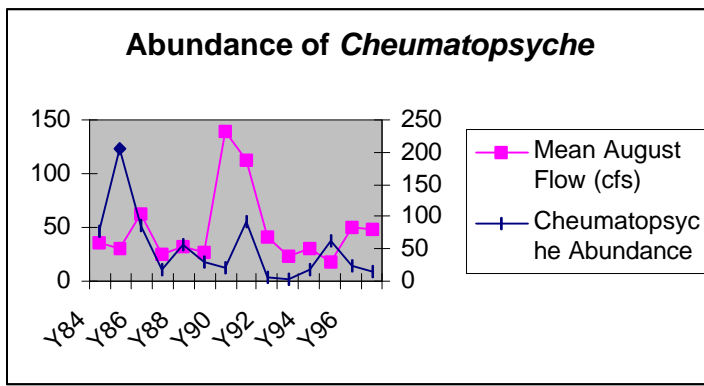 Abundance of Cheumatopsyche
150
100
50
0
250
200
150
100
50
0
Y84
Y86
Y88
Y90
Y92
Y94
Y96
Mean August
Flow (cfs)
Cheumatopsyc
he Abundance